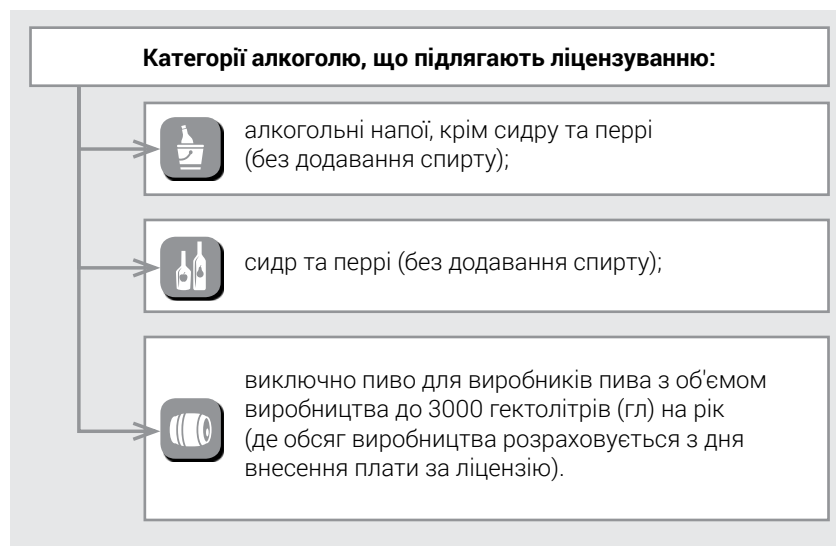 Категорії алкоголю, що підлягають ліцензуванню:
алкогольні напої, крім сидру та перрі
(без додавання спирту);
сидр та перрі (без додавання спирту);
виключно пиво для виробників пива з об'ємом
виробництва до 3000 гектолітрів (гл) на рік
(де обсяг виробництва розраховується з дня
внесення плати за ліцензію).